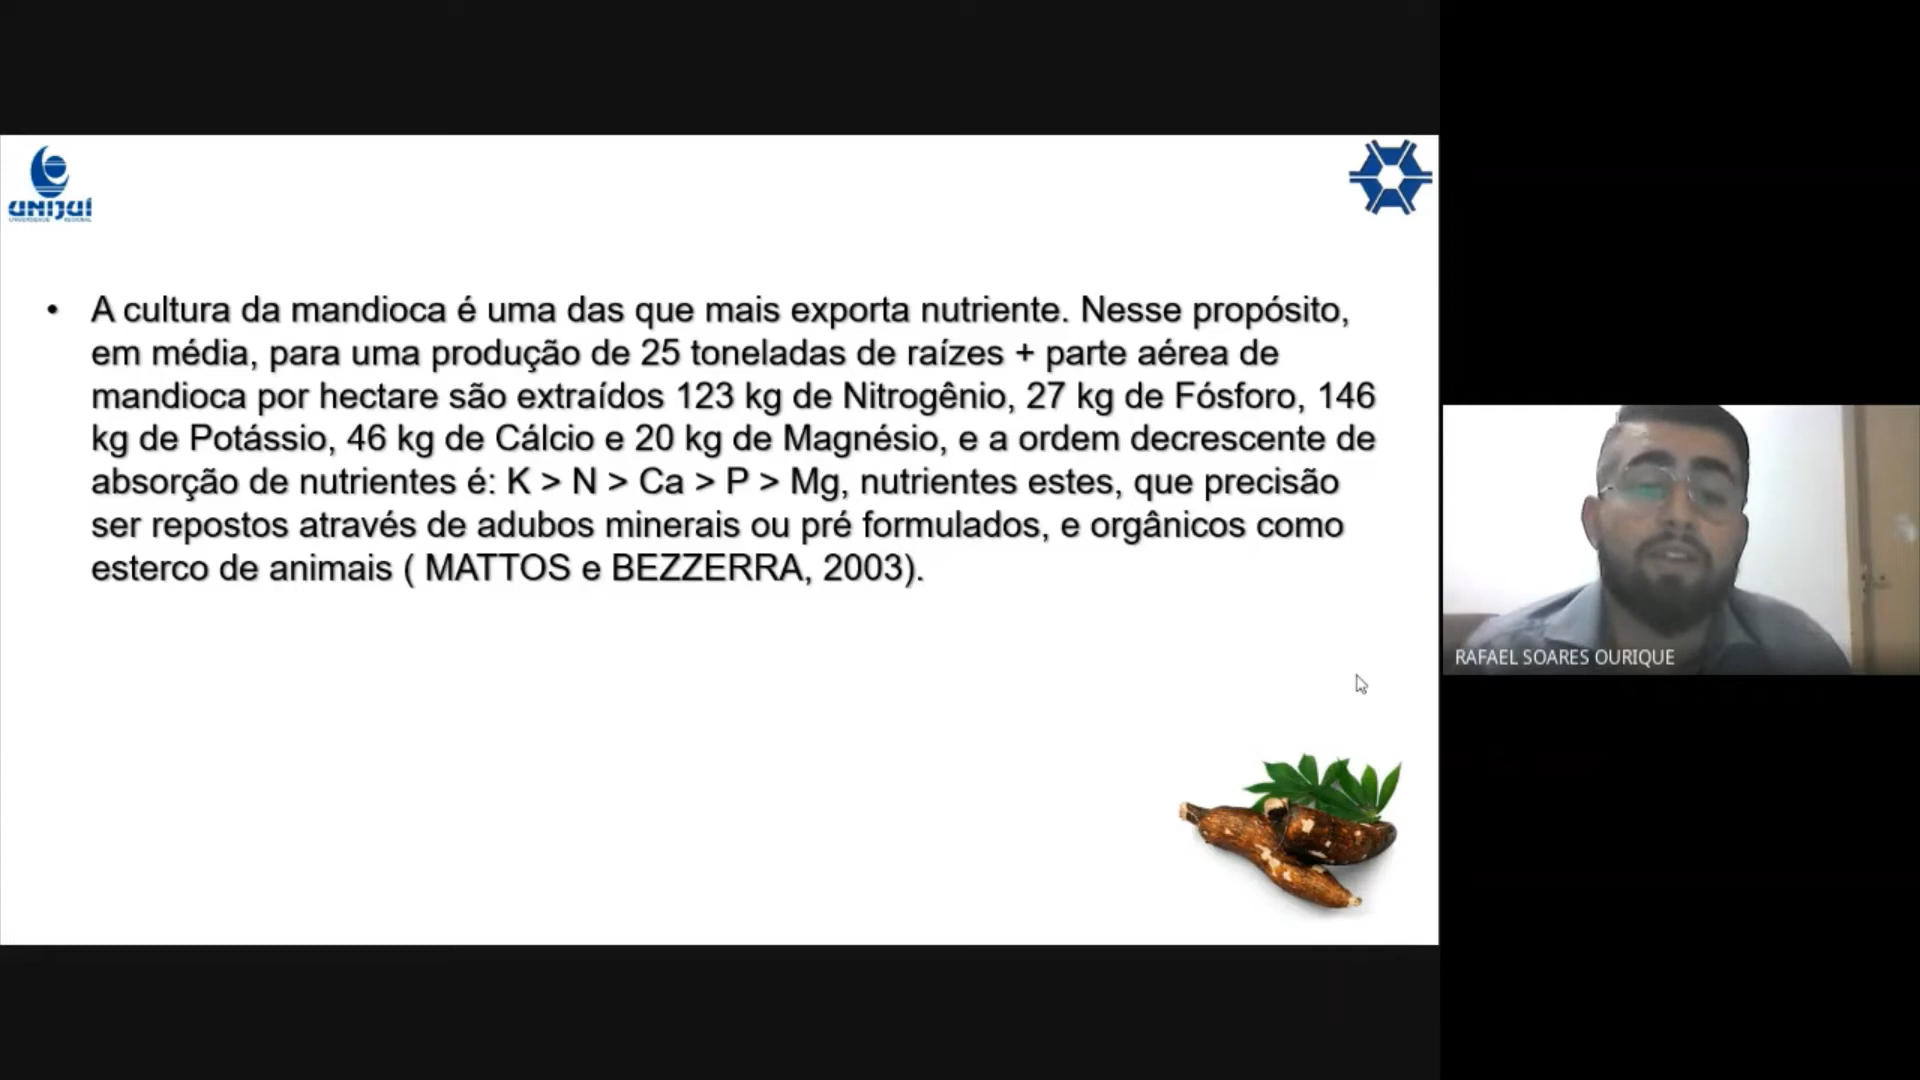 UNIJUÍ
UNIVERSIDADE REGIONAL
• A cultura da mandioca é uma das que mais exporta nutriente. Nesse propósito,
em média, para uma produção de 25 toneladas de raízes + parte aérea de
mandioca por hectare são extraídos 123 kg de Nitrogênio, 27 kg de Fósforo, 146
kg de Potássio, 46 kg de Cálcio e 20 kg de Magnésio, e a ordem decrescente de
absorção de nutrientes é: K > N > Ca > P > Mg, nutrientes estes, que precisão
ser repostos através de adubos minerais ou pré formulados, e orgânicos como
esterco de animais ( MATTOS e BEZZERRA, 2003).
RAFAEL SOARES OURIQUE